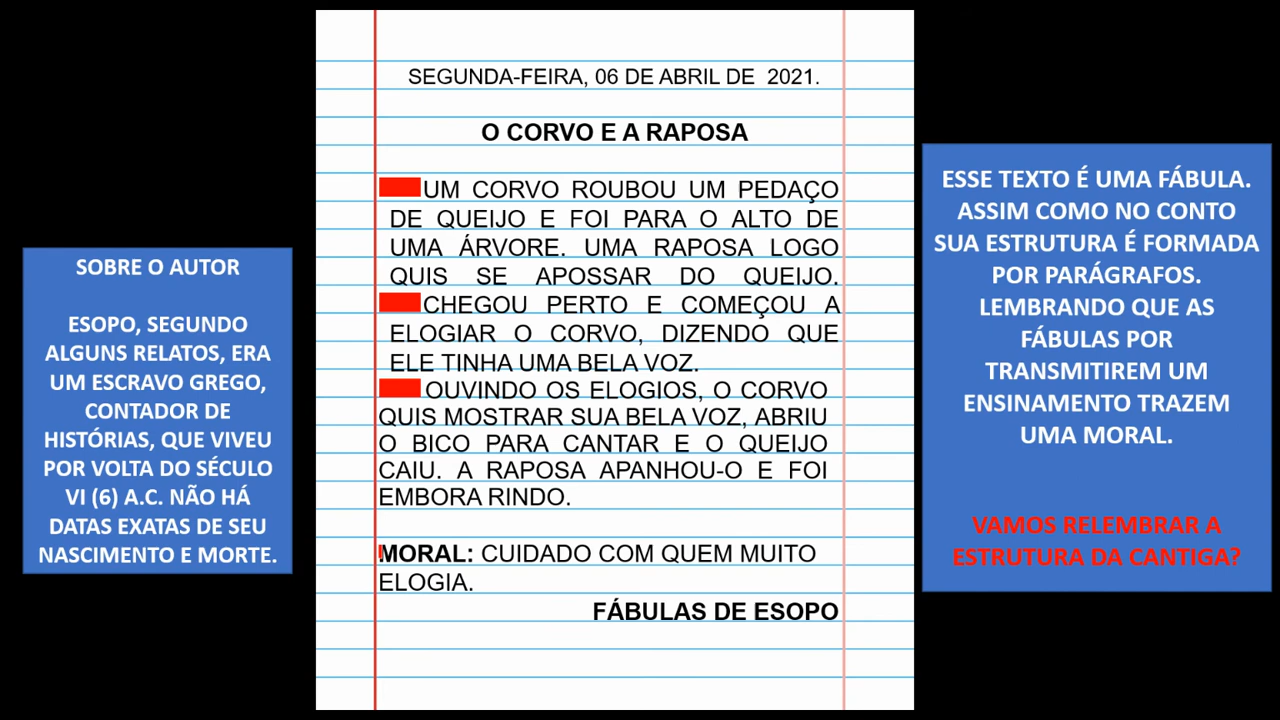 SOBRE O AUTOR
ESOPO, SEGUNDO
ALGUNS RELATOS, ERA
UM ESCRAVO GREGO,
CONTADOR DE
HISTÓRIAS, QUE VIVEU
POR VOLTA DO SÉCULO
VI (6) A.C. NÃO HÁ
DATAS EXATAS DE SEU
NASCIMENTO E MORTE.
SEGUNDA-FEIRA, 06 DE ABRIL DE 2021.
O CORVO E A RAPOSA
UM CORVO ROUBOU UM PEDAÇO
DE QUEIJO E FOI PARA O ALTO DE
UMA ÁRVORE. UMA RAPOSA LOGO
QUIS SE APOSSAR DO QUEIJO.
CHEGOU PERTO E COMEÇOU A
ELOGIAR O CORVO, DIZENDO QUE
ELE TINHA UMA BELA VOZ.
OUVINDO OS ELOGIOS, O CORVO
QUIS MOSTRAR SUA BELA VOZ, ABRIU
O BICO PARA CANTAR E O QUEIJO
CAIU. A RAPOSA APANHOU-O E FOI
EMBORA RINDO.
MORAL: CUIDADO COM QUEM MUITO
ELOGIA.
FÁBULAS DE ESOPO
ESSE TEXTO É UMA FÁBULA.
ASSIM COMO NO CONTO
SUA ESTRUTURA É FORMADA
POR PARÁGRAFOS.
LEMBRANDO QUE AS
FÁBULAS POR
TRANSMITIREM UM
ENSINAMENTO TRAZEM
UMA MORAL.
VAMOS RELEMBRAR A
ESTRUTURA DA CANTIGA?